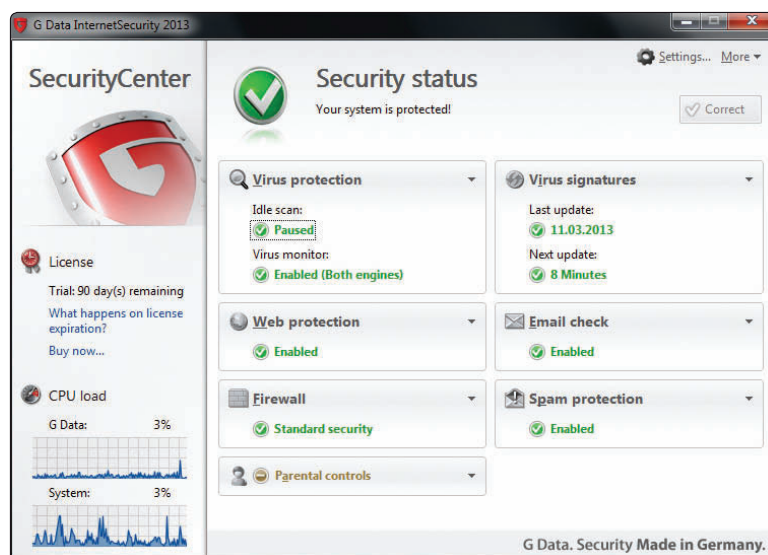 G Data InternetSecurity 2013
SecurityCenter
Settings... More
Security status
Your system is protected!
Correct
Virus protection
Idle scan:
Paused
Virus monitor:
Enabled (Both engines)
Virus signatures
Last update:
11.03.2013
Next update:
8 Minutes
License
Trial: 90 day(s) remaining
What happens on license
expiration?
Buy now...
Web protection
Enabled
Email check
Enabled
CPU load
G Data: 3%
System: 3%
Firewall
Standard security
Spam protection
Enabled
Parental controls
G Data. Security Made in Germany.